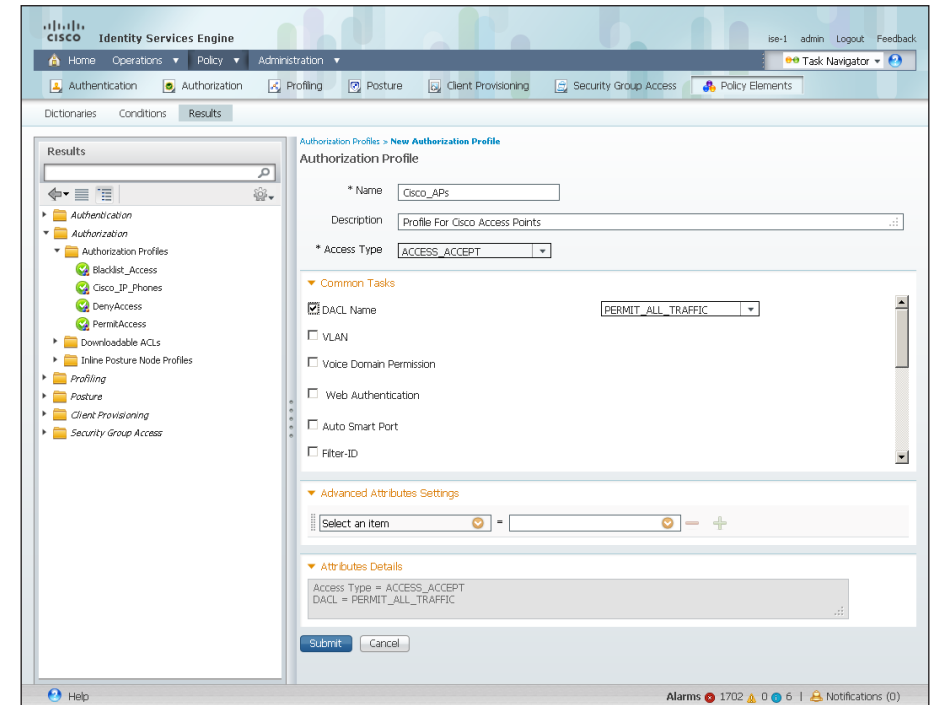 CISCO Identity Services Engine
ise-1 admin Logout Feedback
Home Operations Policy Administration Task Navigator
Authentication Authorization Profiling Posture Client Provisioning Security Group Access Policy Elements
Dictionaries Conditions Results
Results
Authentication
Authorization
Authorization Profiles
Blacklist_Access
Cisco_IP_Phones
DenyAccess
PermitAccess
Downloadable ACLs
Inline Posture Node Profiles
Profiling
Posture
Client Provisioning
Security Group Access
Authorization Profiles > New Authorization Profile
Authorization Profile
* Name Cisco_APs
Description Profile For Cisco Access Points
* Access Type ACCESS_ACCEPT
Common Tasks
DACL Name PERMIT_ALL_TRAFFIC
VLAN
Voice Domain Permission
Web Authentication
Auto Smart Port
Filter-ID
Advanced Attributes Settings
Select an item =
Attributes Details
Access Type = ACCESS_ACCEPT
DACL = PERMIT_ALL_TRAFFIC
Submit Cancel
Help
Alarms 1702 0 6 | Notifications (0)